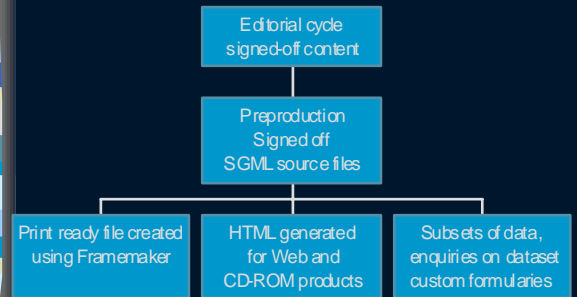 Editorial cycle
signed-off content
Preproduction
Signed off
SGML source files
Print ready file created
using Framemaker
HTML generated
for Web and
CD-ROM products
Subsets of data,
enquiries on dataset
custom formularies